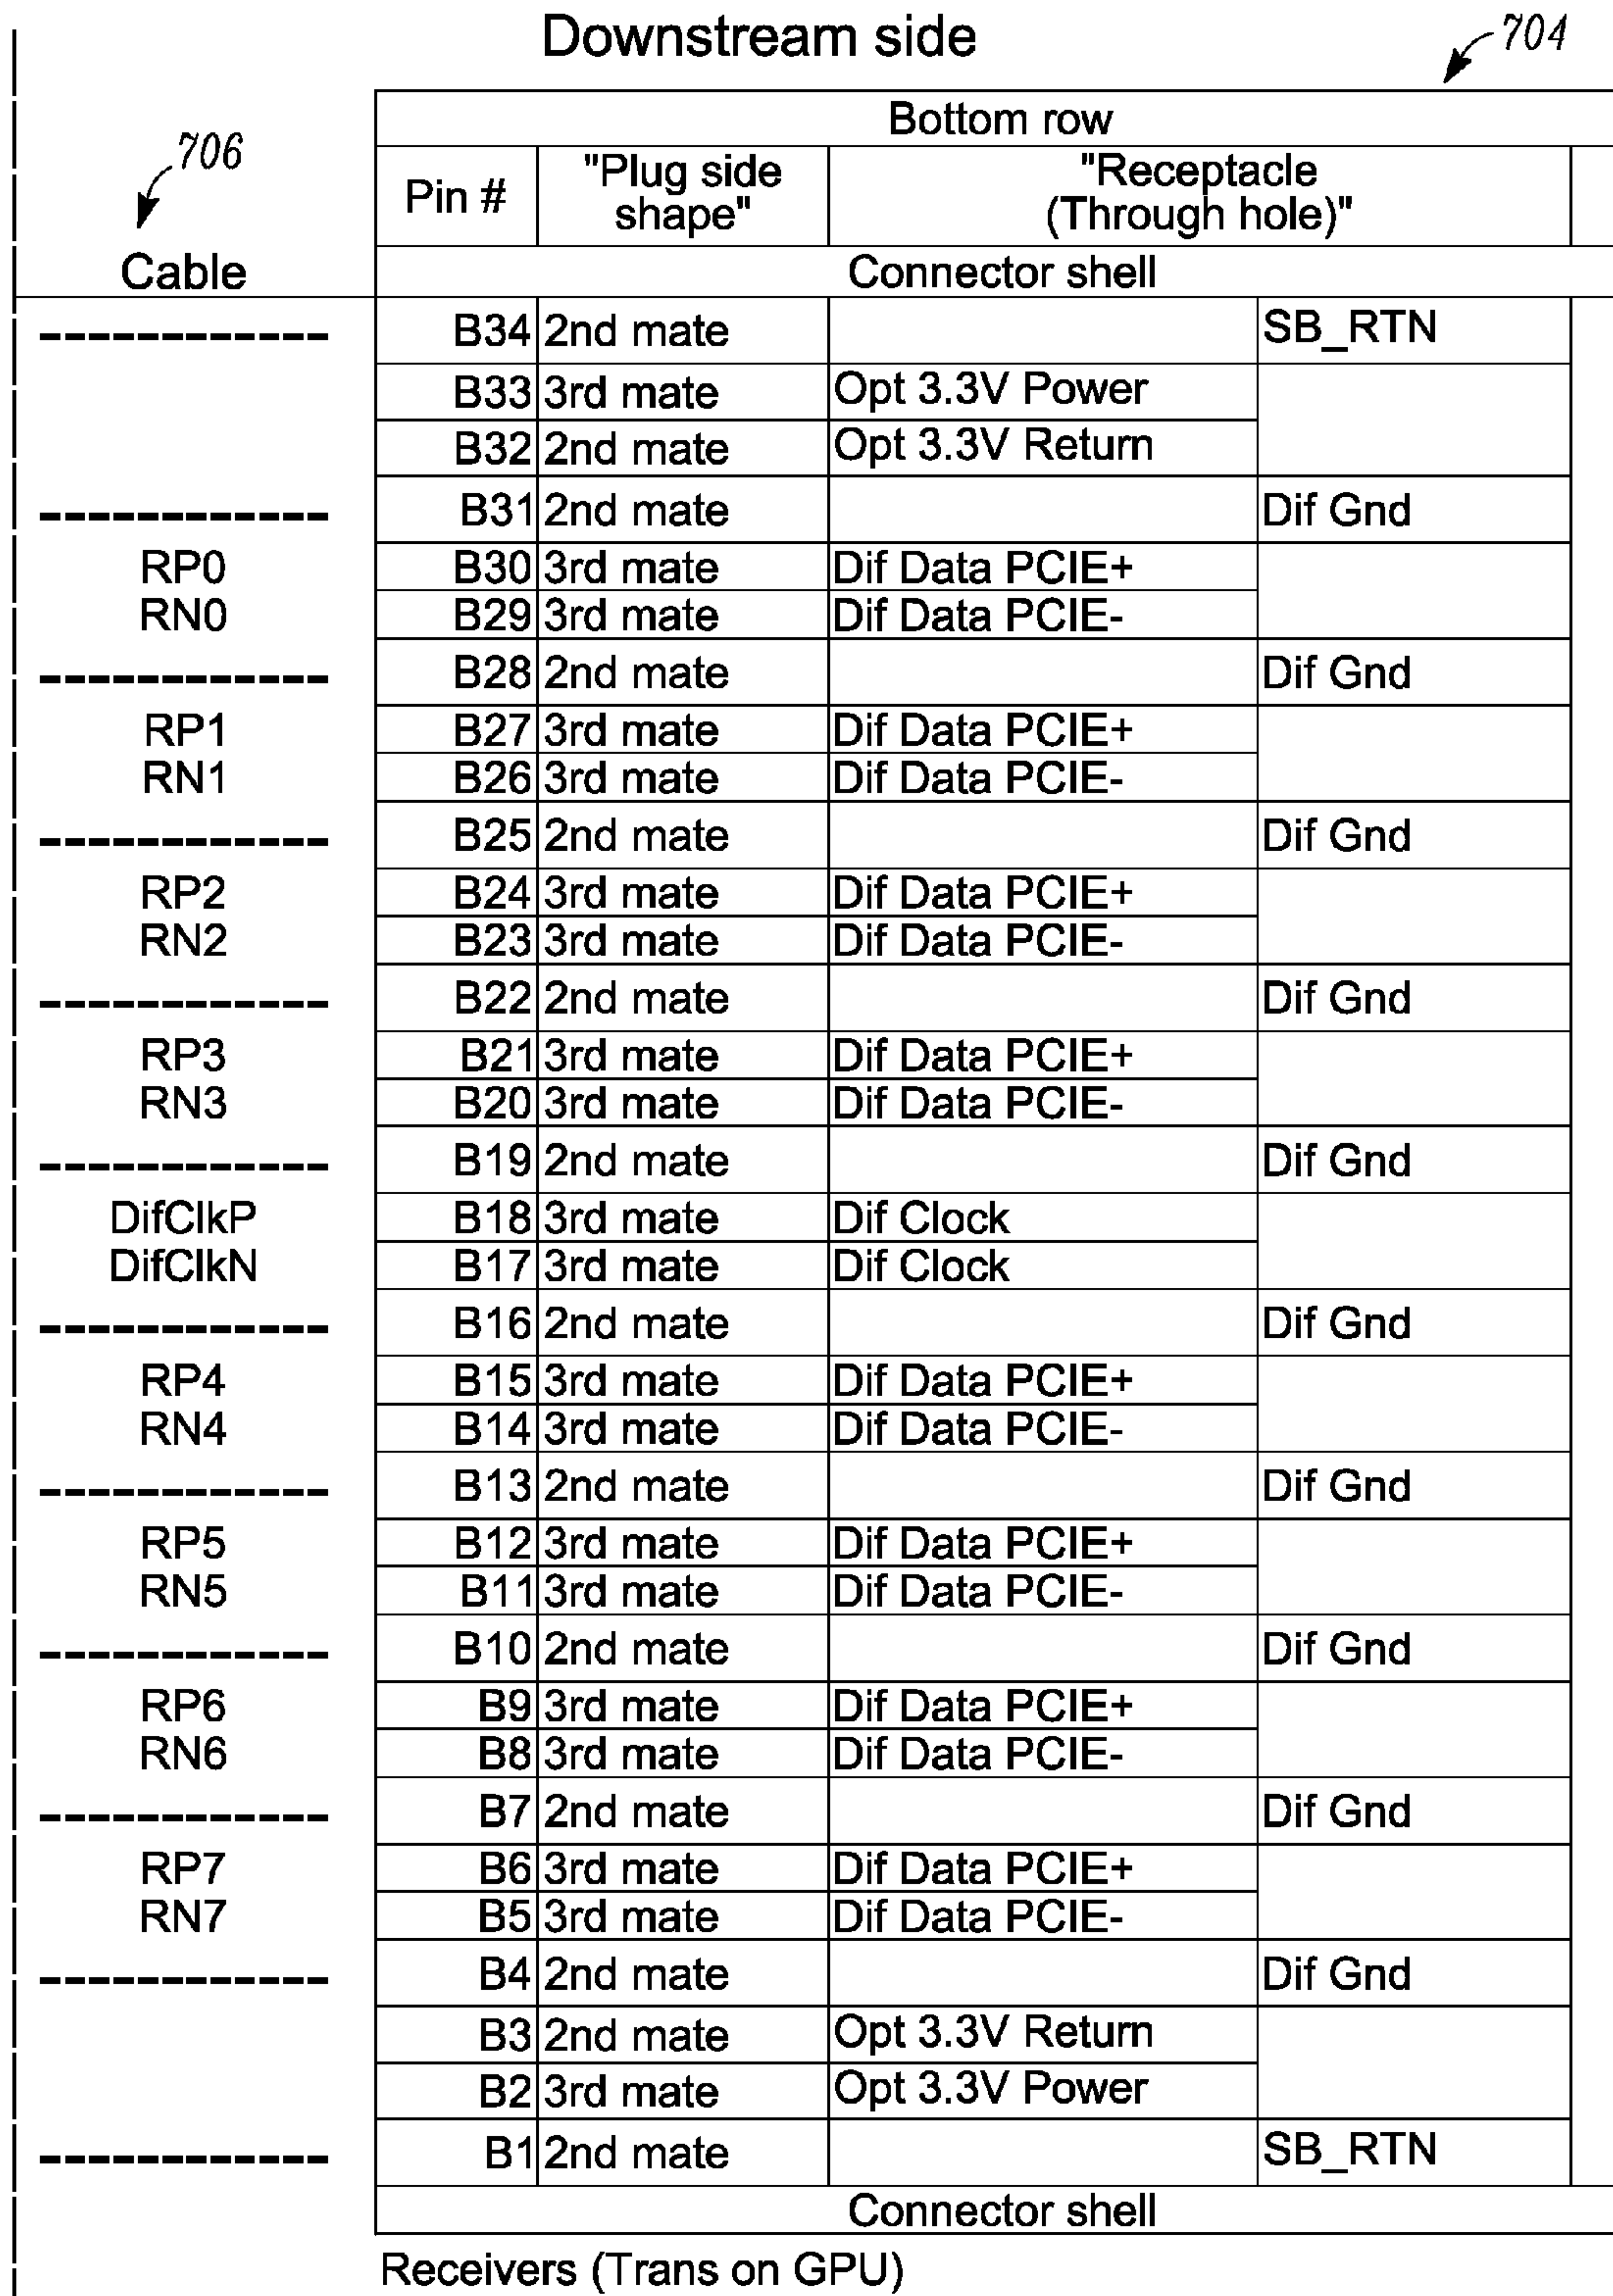 Downstream side
704
706
Bottom row
Pin # "Plug side shape" "Receptacle (Through hole)"
Cable Connector shell
------------ B34 2nd mate SB_RTN
B33 3rd mate Opt 3.3V Power
B32 2nd mate Opt 3.3V Return
------------ B31 2nd mate Dif Gnd
RP0 B30 3rd mate Dif Data PCIE+
RN0 B29 3rd mate Dif Data PCIE-
------------ B28 2nd mate Dif Gnd
RP1 B27 3rd mate Dif Data PCIE+
RN1 B26 3rd mate Dif Data PCIE-
------------ B25 2nd mate Dif Gnd
RP2 B24 3rd mate Dif Data PCIE+
RN2 B23 3rd mate Dif Data PCIE-
------------ B22 2nd mate Dif Gnd
RP3 B21 3rd mate Dif Data PCIE+
RN3 B20 3rd mate Dif Data PCIE-
------------ B19 2nd mate Dif Gnd
DifClkP B18 3rd mate Dif Clock
DifClkN B17 3rd mate Dif Clock
------------ B16 2nd mate Dif Gnd
RP4 B15 3rd mate Dif Data PCIE+
RN4 B14 3rd mate Dif Data PCIE-
------------ B13 2nd mate Dif Gnd
RP5 B12 3rd mate Dif Data PCIE+
RN5 B11 3rd mate Dif Data PCIE-
------------ B10 2nd mate Dif Gnd
RP6 B9 3rd mate Dif Data PCIE+
RN6 B8 3rd mate Dif Data PCIE-
------------ B7 2nd mate Dif Gnd
RP7 B6 3rd mate Dif Data PCIE+
RN7 B5 3rd mate Dif Data PCIE-
------------ B4 2nd mate Dif Gnd
B3 2nd mate Opt 3.3V Return
B2 3rd mate Opt 3.3V Power
------------ B1 2nd mate SB_RTN
Connector shell
Receivers (Trans on GPU)